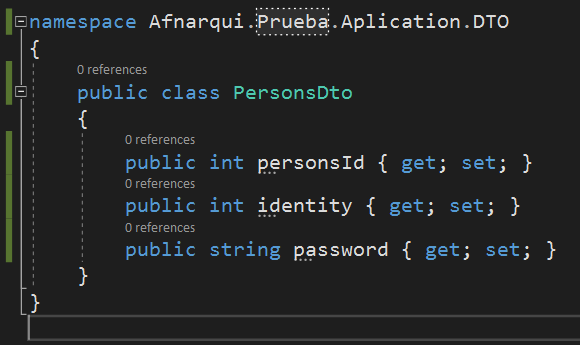 namespace Afnarqui.Prueba.Aplication.DTO
{
0 references
public class PersonsDto
{
0 references
public int personsId { get; set; }
0 references
public int identity { get; set; }
0 references
public string password { get; set; }
}
}